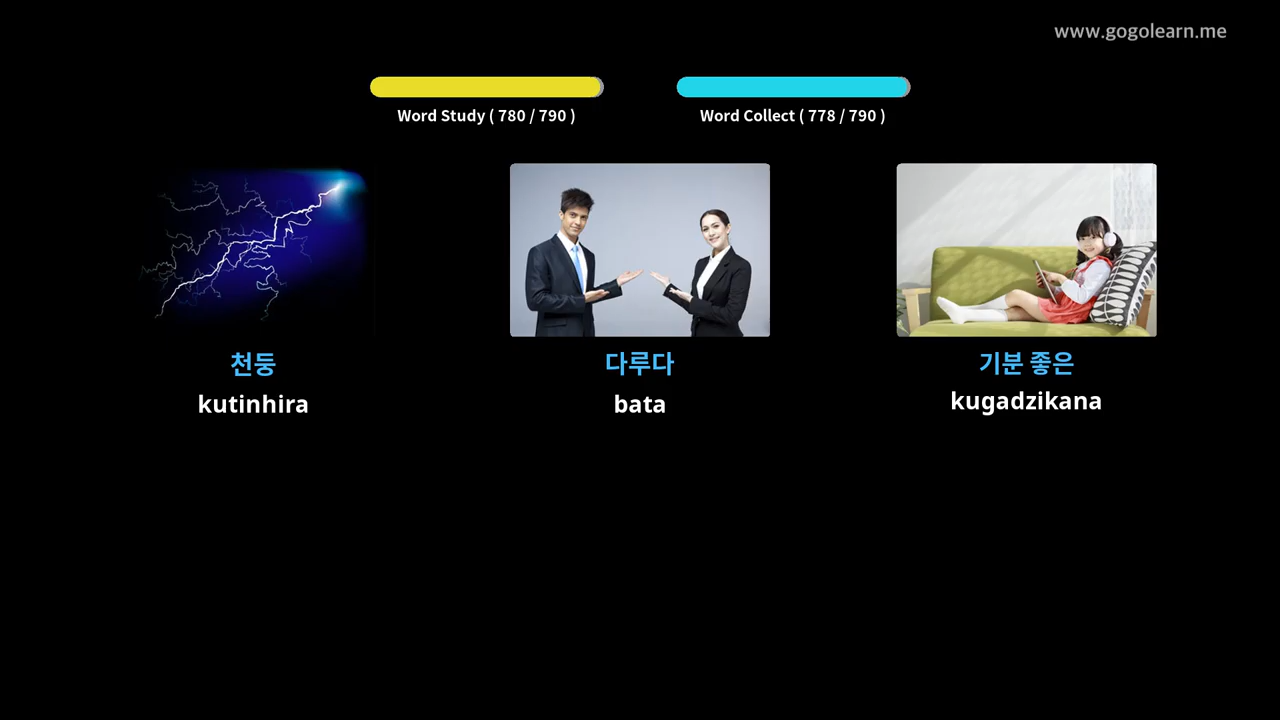 www.gogolearn.me
Word Study ( 780 / 790 )
Word Collect ( 778 / 790 )
천둥
다루다
기분 좋은
kutinhira
bata
kugadzikana